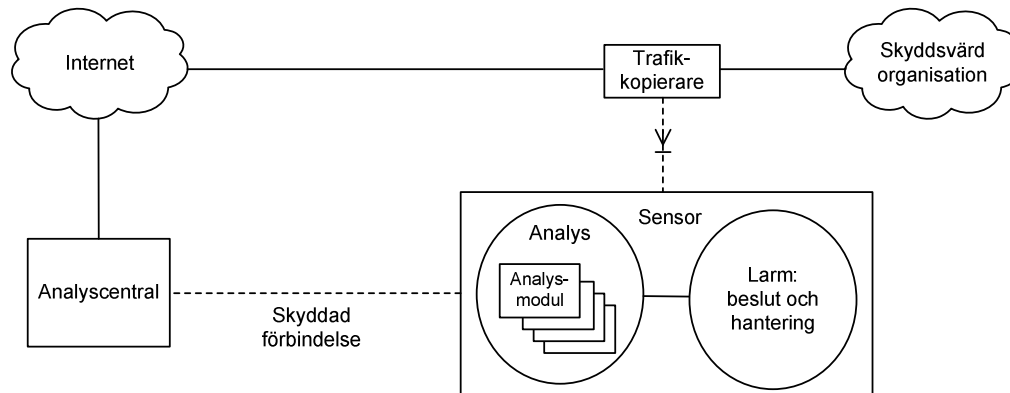 Internet
Trafik-
kopierare
Skyddsvärd
organisation
Sensor
Analys
Analys-
modul
Larm:
beslut och
hantering
Analyscentral
Skyddad
förbindelse